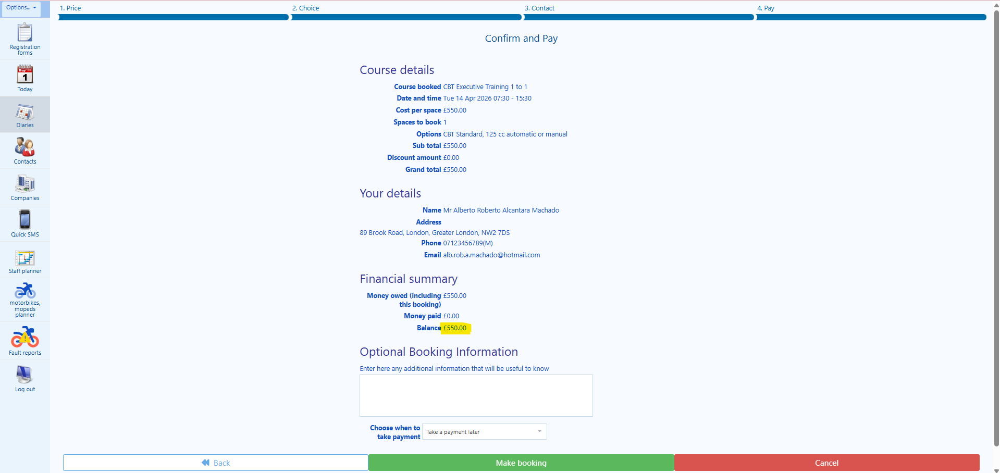 Options...
Registration
forms
Day
1
Today
Diaries
Contacts
Companies
Quick SMS
Staff planner
motorbikes,
mopeds
planner
Fault reports
Log out
1. Price
2. Choice
3. Contact
4. Pay
Confirm and Pay
Course details
Course booked CBT Executive Training 1 to 1
Date and time Tue 14 Apr 2026 07:30 - 15:30
Cost per space £550.00
Spaces to book 1
Options CBT Standard, 125 cc automatic or manual
Sub total £550.00
Discount amount £0.00
Grand total £550.00
Your details
Name Mr Alberto Roberto Alcantara Machado
Address
89 Brook Road, London, Greater London, NW2 7DS
Phone 07123456789(M)
Email alb.rob.a.machado@hotmail.com
Financial summary
Money owed (including £550.00
this booking)
Money paid £0.00
Balance £550.00
Optional Booking Information
Enter here any additional information that will be useful to know
Choose when to
take payment
Take a payment later
Back
Make booking
Cancel